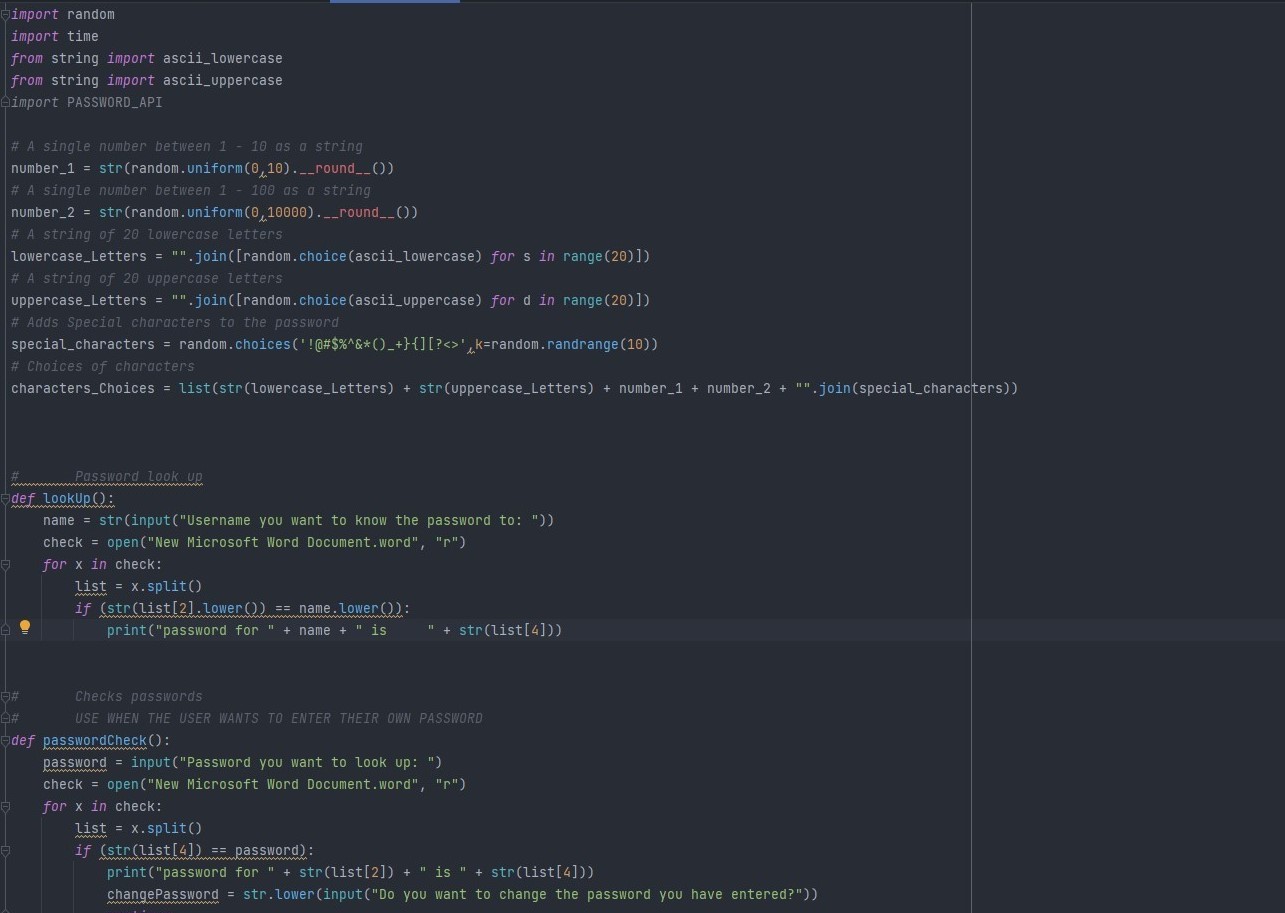 import random
import time
from string import ascii_lowercase
from string import ascii_uppercase
import PASSWORD_API
# A single number between 1 - 10 as a string
number_1 = str(random.uniform(0,10).__round__())
# A single number between 1 - 100 as a string
number_2 = str(random.uniform(0,10000).__round__())
# A string of 20 lowercase letters
lowercase_Letters = "".join([random.choice(ascii_lowercase) for s in range(20)])
# A string of 20 uppercase letters
uppercase_Letters = "".join([random.choice(ascii_uppercase) for d in range(20)])
# Adds Special characters to the password
special_characters = random.choices('!@#$%^&*()_+}{][?<>',k=random.randrange(10))
# Choices of characters
characters_Choices = list(str(lowercase_Letters) + str(uppercase_Letters) + number_1 + number_2 + "".join(special_characters))
#       Password look up
def lookUp():
    name = str(input("Username you want to know the password to: "))
    check = open("New Microsoft Word Document.word", "r")
    for x in check:
        list = x.split()
        if (str(list[2].lower()) == name.lower()):
            print("password for " + name + " is     " + str(list[4]))
#       Checks passwords
#       USE WHEN THE USER WANTS TO ENTER THEIR OWN PASSWORD
def passwordCheck():
    password = input("Password you want to look up: ")
    check = open("New Microsoft Word Document.word", "r")
    for x in check:
        list = x.split()
        if (str(list[4]) == password):
            print("password for " + str(list[2]) + " is " + str(list[4]))
            changePassword = str.lower(input("Do you want to change the password you have entered?"))